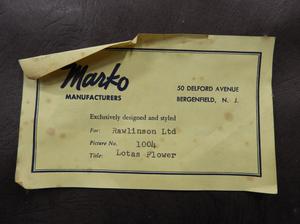 Marko
MANUFACTURERS
50 DELFORD AVENUE
BERGENFIELD, N. J.
Exclusively designed and styled
For: Rawlinson Ltd
Picture No. 1004
Title: Lotas Flower